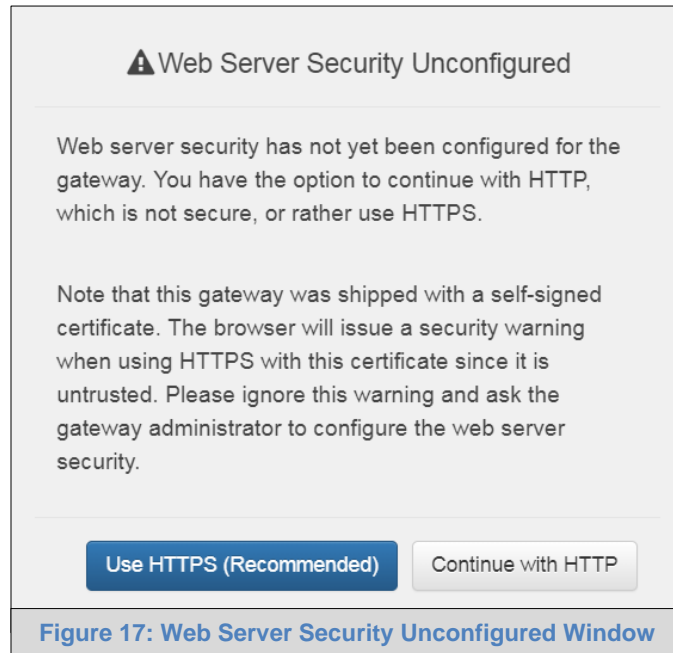 Web Server Security Unconfigured
Web server security has not yet been configured for the
gateway. You have the option to continue with HTTP,
which is not secure, or rather use HTTPS.
Note that this gateway was shipped with a self-signed
certificate. The browser will issue a security warning
when using HTTPS with this certificate since it is
untrusted. Please ignore this warning and ask the
gateway administrator to configure the web server
security.
Use HTTPS (Recommended) Continue with HTTP
Figure 17: Web Server Security Unconfigured Window